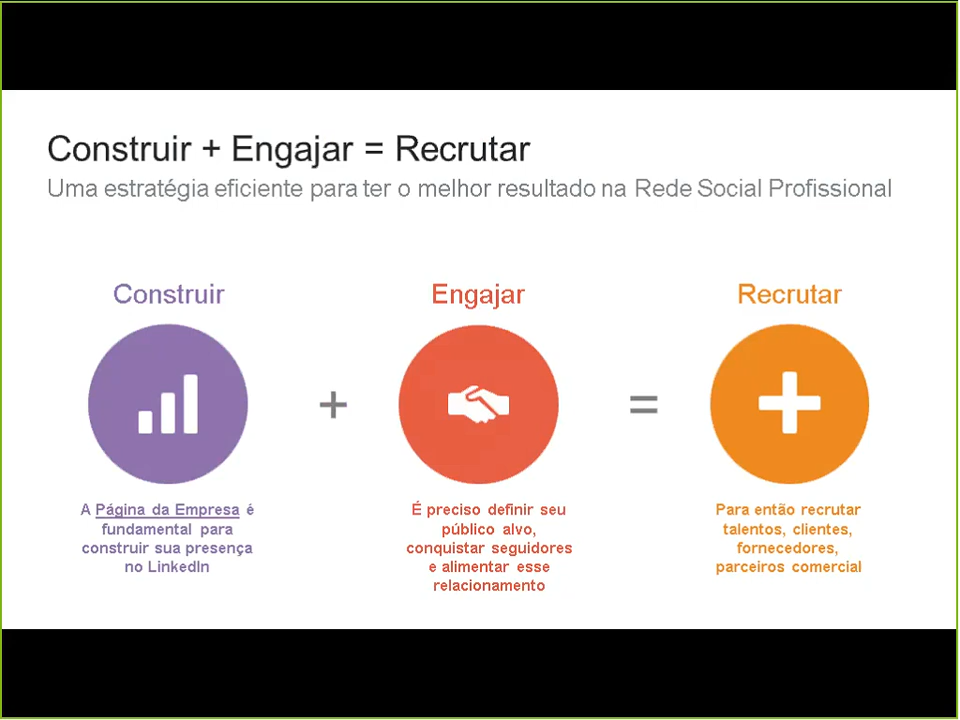 Construir + Engajar = Recrutar
Uma estratégia eficiente para ter o melhor resultado na Rede Social Profissional
Construir
+
Engajar
=
Recrutar
A Página da Empresa é
fundamental para
construir sua presença
no LinkedIn
É preciso definir seu
público alvo,
conquistar seguidores
e alimentar esse
relacionamento
Para então recrutar
talentos, clientes,
fornecedores,
parceiros comercial